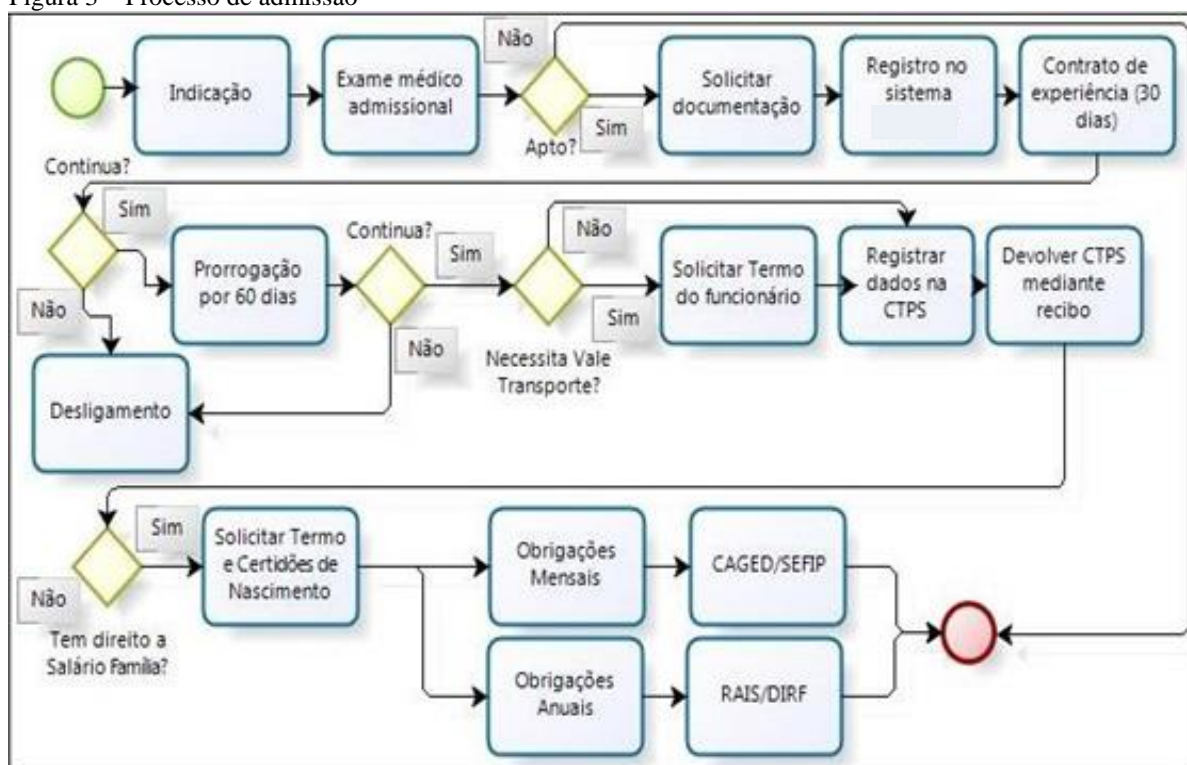 Figura 3 – Processo de admissão
Não
Indicação
Exame médico
admissional
Apto?
Sim
Solicitar
documentação
Registro no
sistema
Contrato de
experiência (30
dias)
Continua?
Sim
Não
Prorrogação
por 60 dias
Continua?
Sim
Não
Não
Sim
Necessita Vale
Transporte?
Solicitar Termo
do funcionário
Registrar
dados na
CTPS
Devolver CTPS
mediante
recibo
Desligamento
Sim
Não
Tem direito a
Salário Família?
Solicitar Termo
e Certidões de
Nascimento
Obrigações
Mensais
CAGED/SEFIP
Obrigações
Anuais
RAIS/DIRF